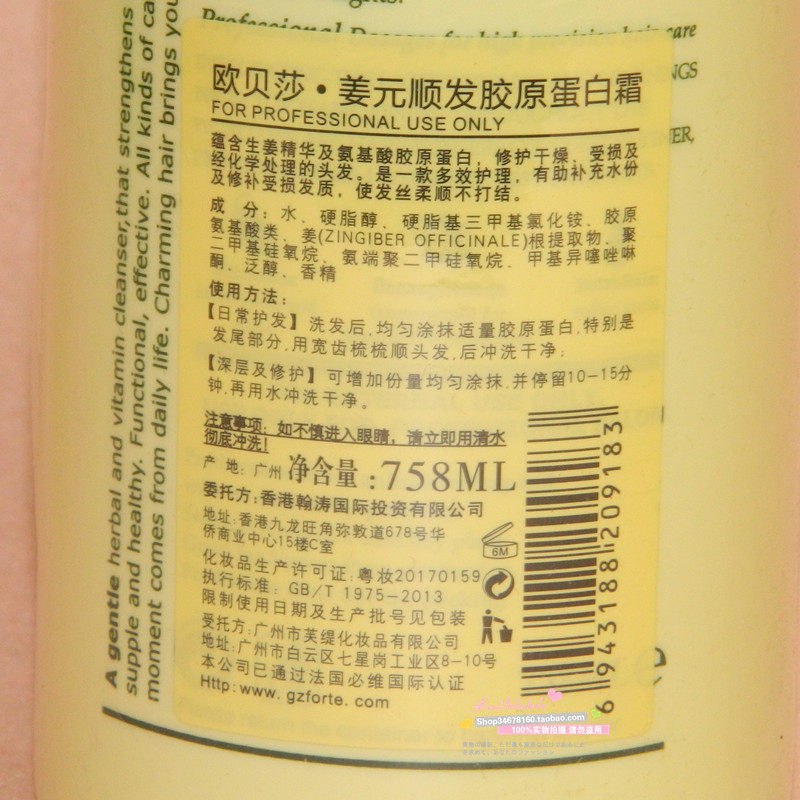 care
NGS
VER,
欧贝莎·姜元顺发胶原蛋白霜
FOR PROFESSIONAL USE ONLY
蕴含生姜精华及氨基酸胶原蛋白，修护干燥、受损及
经化学处理的头发。是一款多效护理，有助补充水份
及修补受损发质，使发丝柔顺不打结。
成 分：水、硬脂醇、硬脂基三甲基氯化铵、胶原
氨基酸类、姜(ZINGIBER OFFICINALE)根提取物、聚
二甲基硅氧烷、氨端聚二甲硅氧烷、甲基异噻唑啉
酮、泛醇、香精
使用方法：
【日常护发】洗发后,均匀涂抹适量胶原蛋白,特别是
发尾部分,用宽齿梳梳顺头发,后冲洗干净;
【深层及修护】可增加份量均匀涂抹,并停留10-15分
钟,再用水冲洗干净。
注意事项：如不慎进入眼睛，请立即用清水
彻底冲洗!
产 地：广州 净含量：758ML
委托方:香港翰涛国际投资有限公司
地址:香港九龙旺角弥敦道678号华
侨商业中心15楼C室
化妆品生产许可证:粤妆20170159
执行标准：GB/T 1975-2013
限制使用日期及生产批号见包装
受托方:广州市芙缇化妆品有限公司
地址:广州市白云区七星岗工业区8-10号
本公司已通过法国必维国际认证
Http:www.gzforte.com
6M
6 943188 209183
A gentle herbal and vitamin cleanser,that strengthens
supple and healthy. Functional, effective. All kinds of ca
moment comes from daily life. Charming hair brings you
Shop34678160.taobao.com
100%实物拍摄 请勿盗用